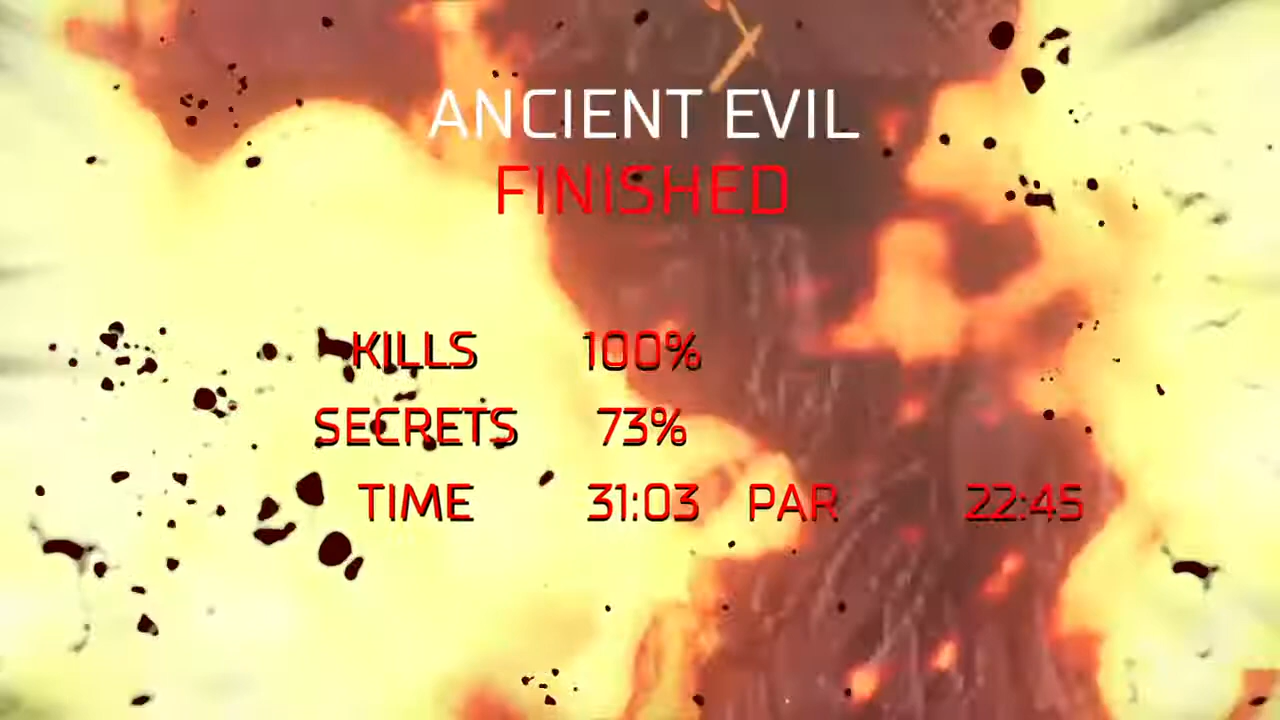 ANCIENT EVIL
FINISHED
KILLS 100%
SECRETS 73%
TIME 31:03 PAR 22:45